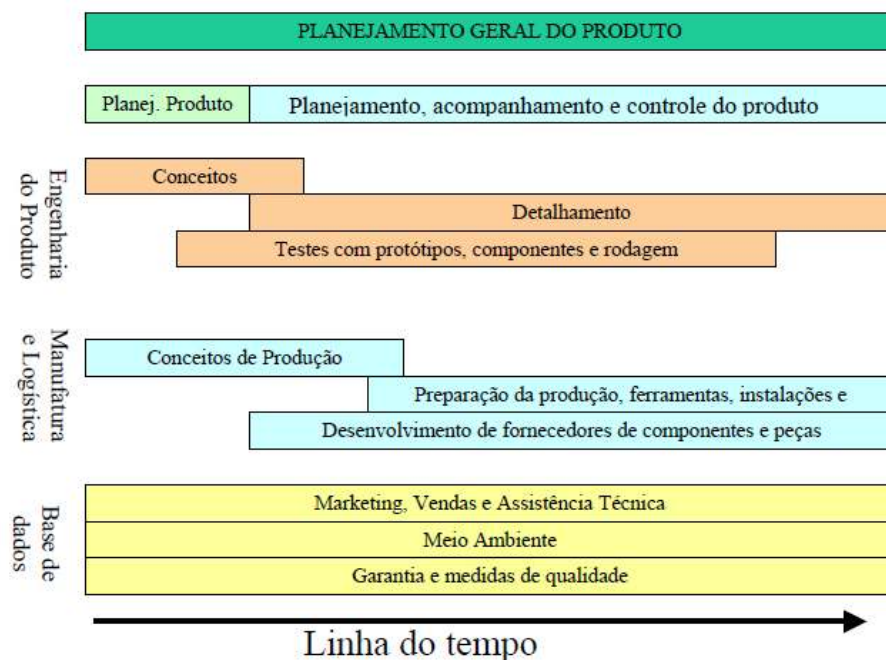 PLANEJAMENTO GERAL DO PRODUTO
Planej. Produto
Planejamento, acompanhamento e controle do produto
Engenharia
do Produto
Conceitos
Detalhamento
Testes com protótipos, componentes e rodagem
Manufatura
e Logística
Conceitos de Produção
Preparação da produção, ferramentas, instalações e
Desenvolvimento de fornecedores de componentes e peças
Base de
dados
Marketing, Vendas e Assistência Técnica
Meio Ambiente
Garantia e medidas de qualidade
Linha do tempo